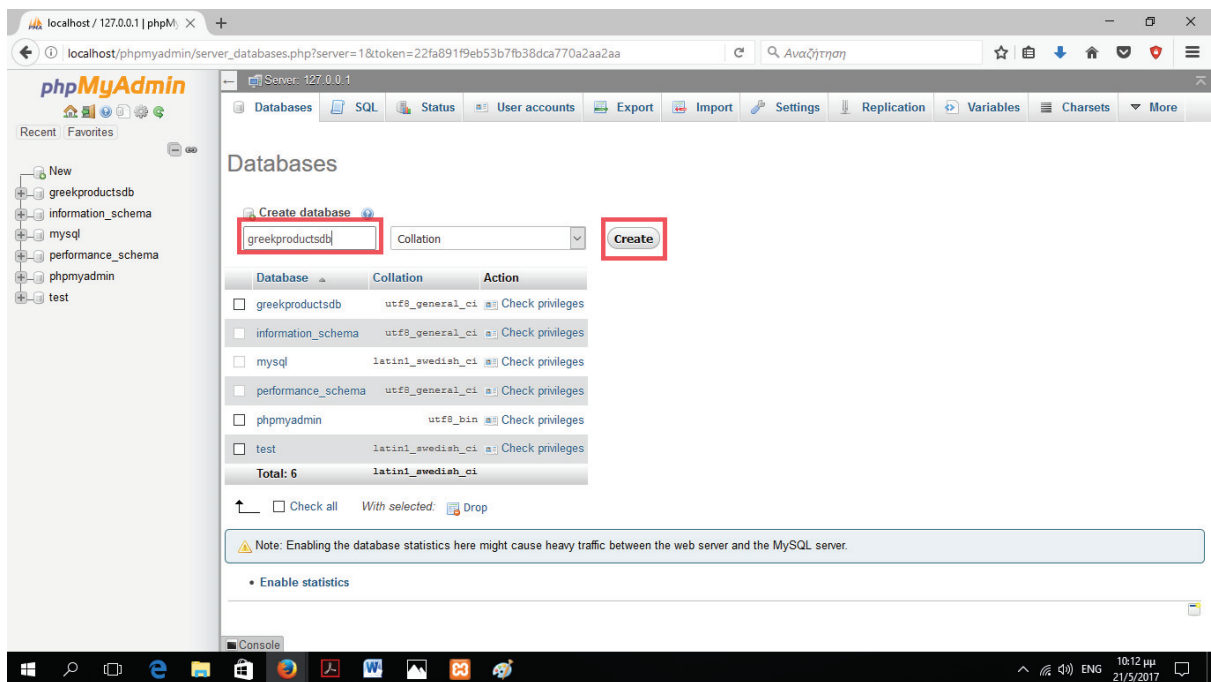 localhost / 127.0.0.1 | phpMy
localhost/phpmyadmin/server_databases.php?server=1&token=22fa891f9eb53b7fb38dca770a2aa2aa
Αναζήτηση
phpMyAdmin
Recent Favorites
New
greekproductsdb
information_schema
mysql
performance_schema
phpmyadmin
test
Server: 127.0.0.1
Databases SQL Status User accounts Export Import Settings Replication Variables Charsets More
Databases
Create database
greekproductsdb Collation Create
Database Collation Action
greekproductsdb utf8_general_ci Check privileges
information_schema utf8_general_ci Check privileges
mysql latin1_swedish_ci Check privileges
performance_schema utf8_general_ci Check privileges
phpmyadmin utf8_bin Check privileges
test latin1_swedish_ci Check privileges
Total: 6 latin1_swedish_ci
Check all With selected: Drop
Note: Enabling the database statistics here might cause heavy traffic between the web server and the MySQL server.
• Enable statistics
Console
ENG
10:12 μμ
21/5/2017